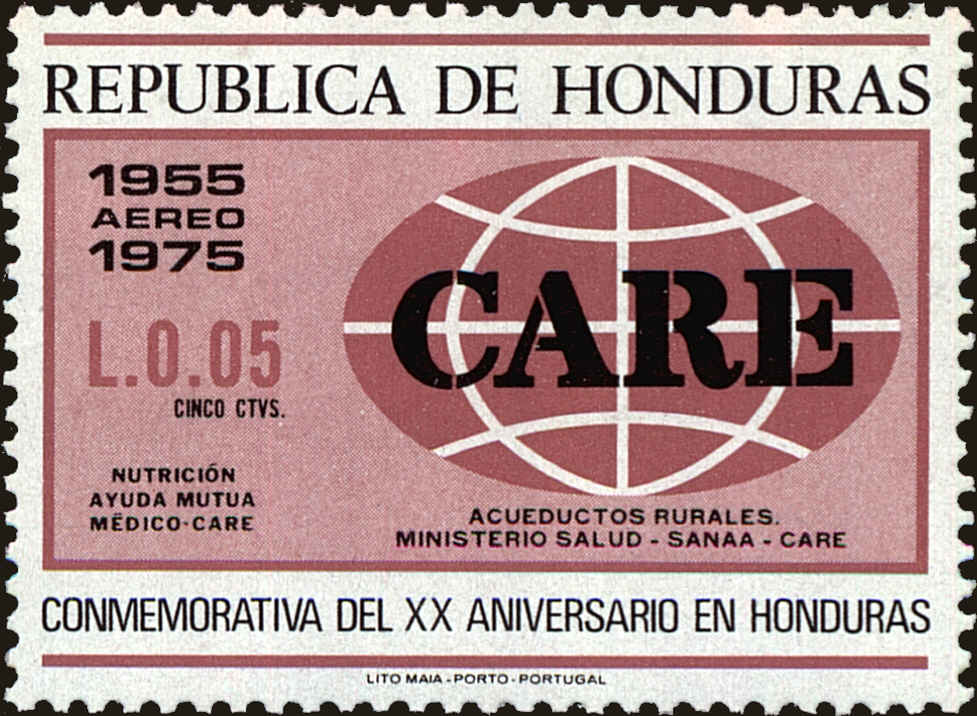 REPUBLICA DE HONDURAS
1955
AEREO
1975
L.0.05
CINCO CTVS.
NUTRICIÓN
AYUDA MUTUA
MÉDICO-CARE
CARE
ACUEDUCTOS RURALES.
MINISTERIO SALUD - SANAA - CARE
CONMEMORATIVA DEL XX ANIVERSARIO EN HONDURAS
LITO MAIA - PORTO - PORTUGAL